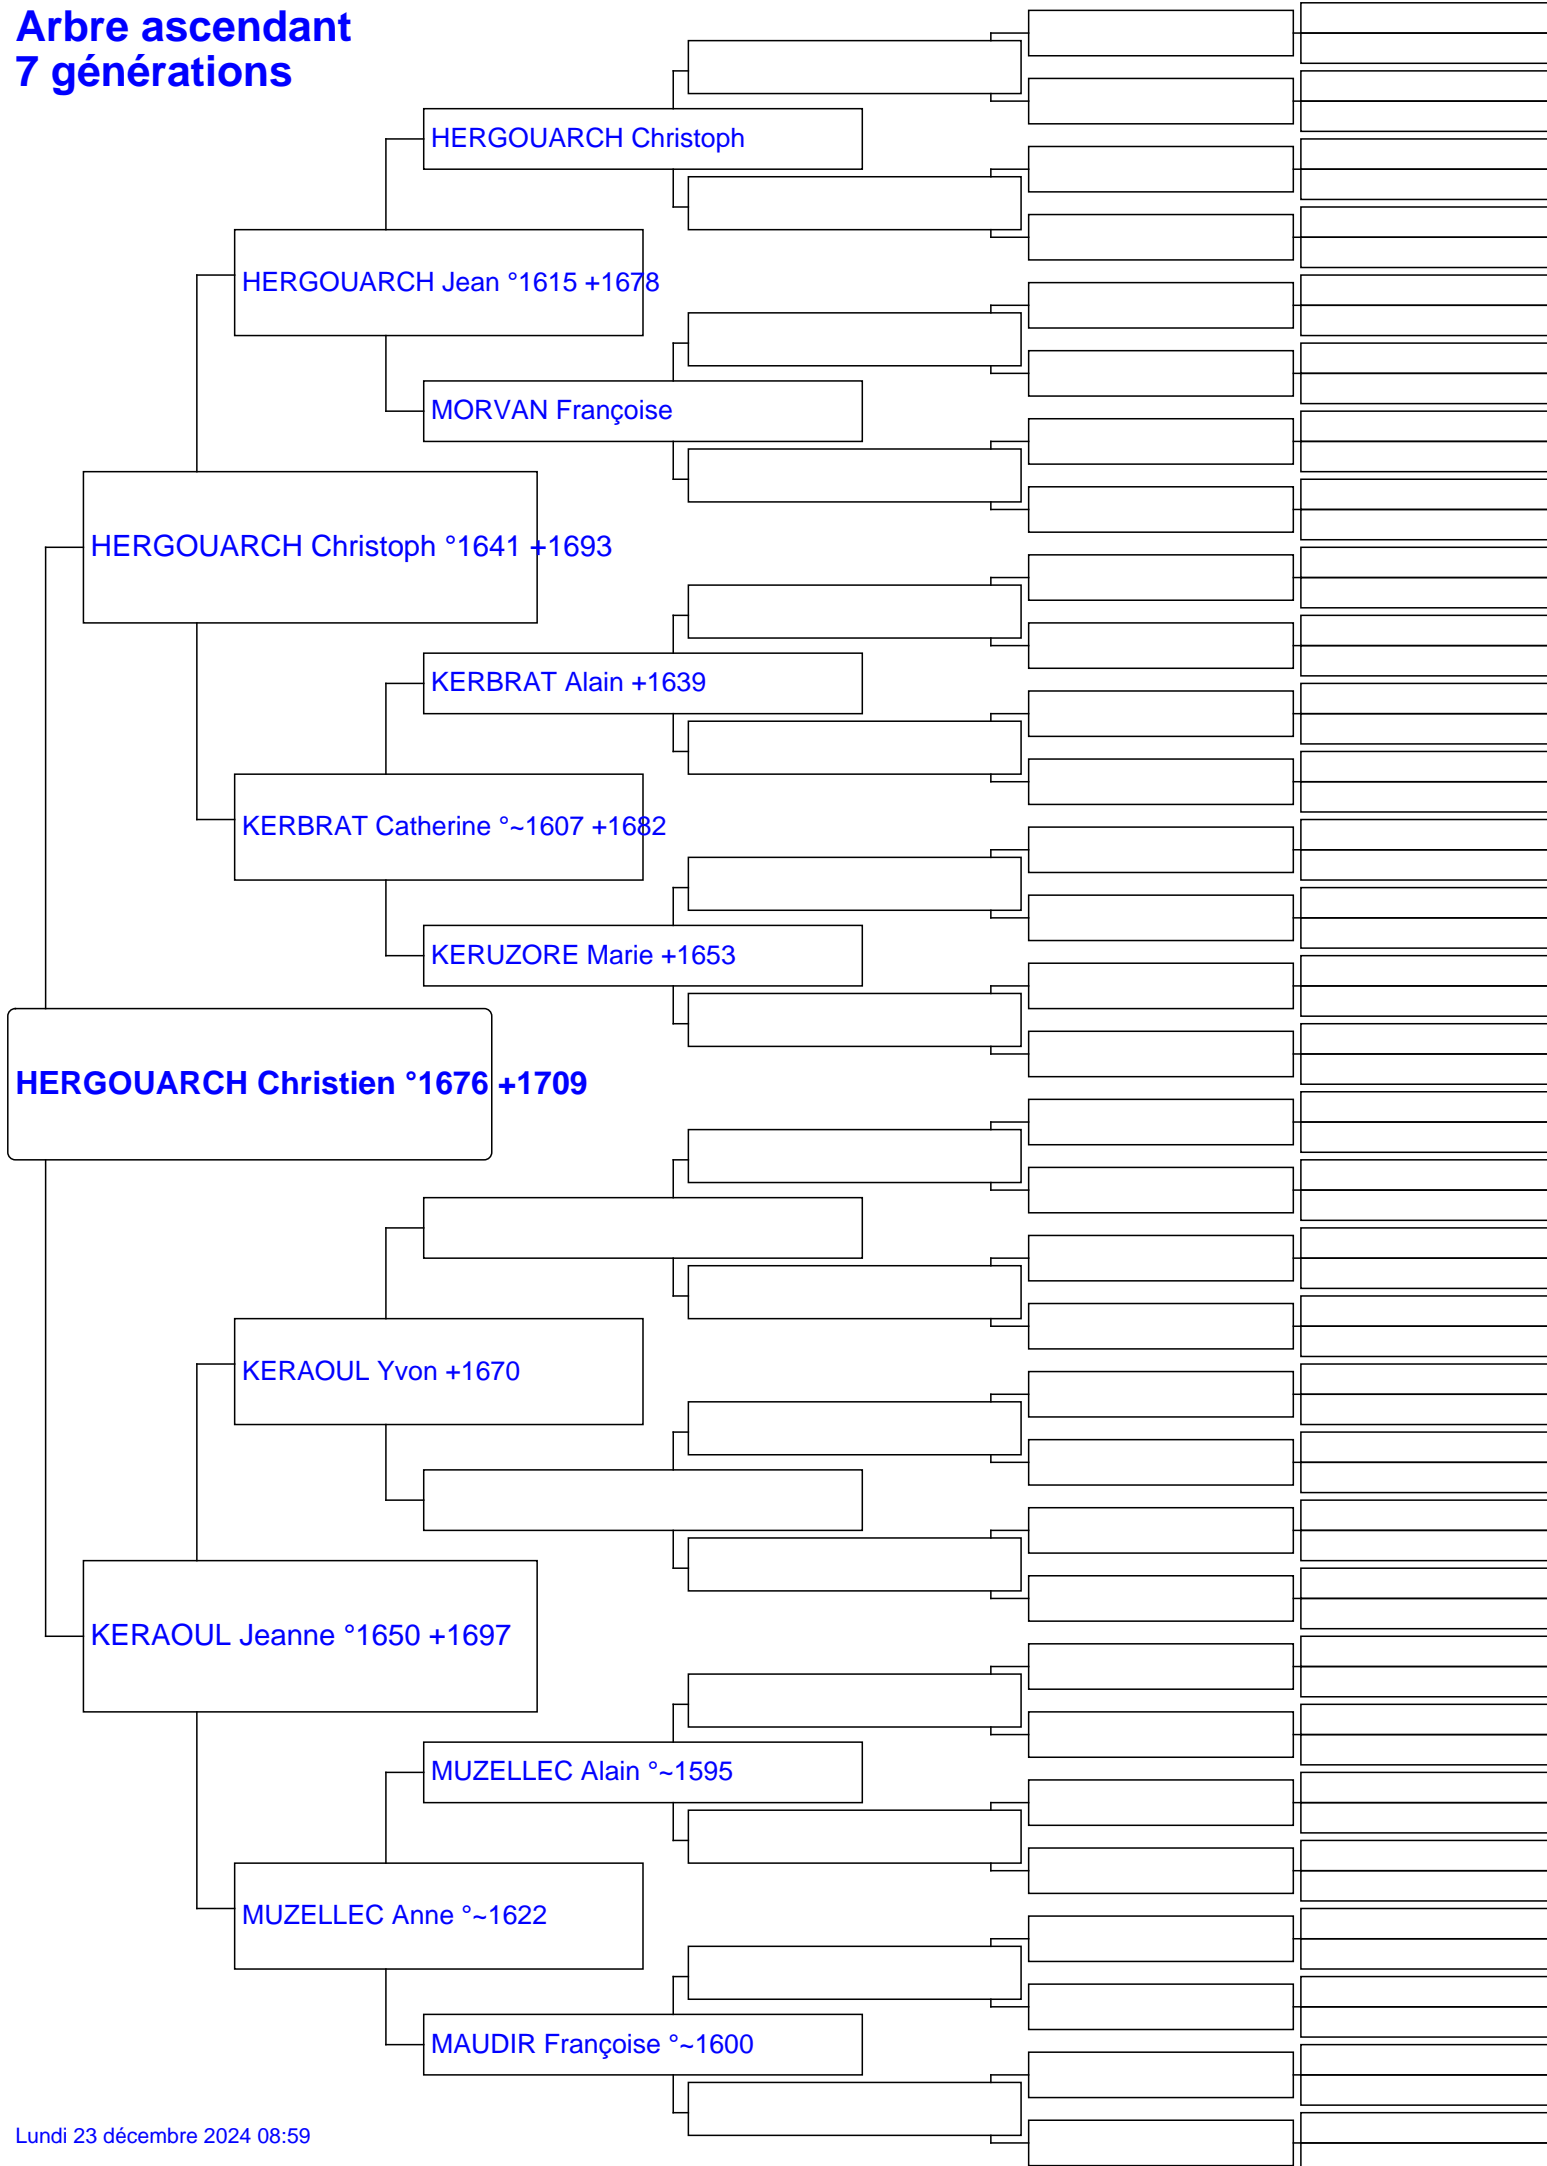 Arbre ascendant
7 générations
HERGOUARCH Christoph
HERGOUARCH Jean °1615 +1678
MORVAN Françoise
HERGOUARCH Christoph °1641 +1693
KERBRAT Alain +1639
KERBRAT Catherine °~1607 +1682
KERUZORE Marie +1653
HERGOUARCH Christien °1676 +1709
KERAOUL Yvon +1670
KERAOUL Jeanne °1650 +1697
MUZELLEC Alain °~1595
MUZELLEC Anne °~1622
MAUDIR Françoise °~1600
Lundi 23 décembre 2024 08:59